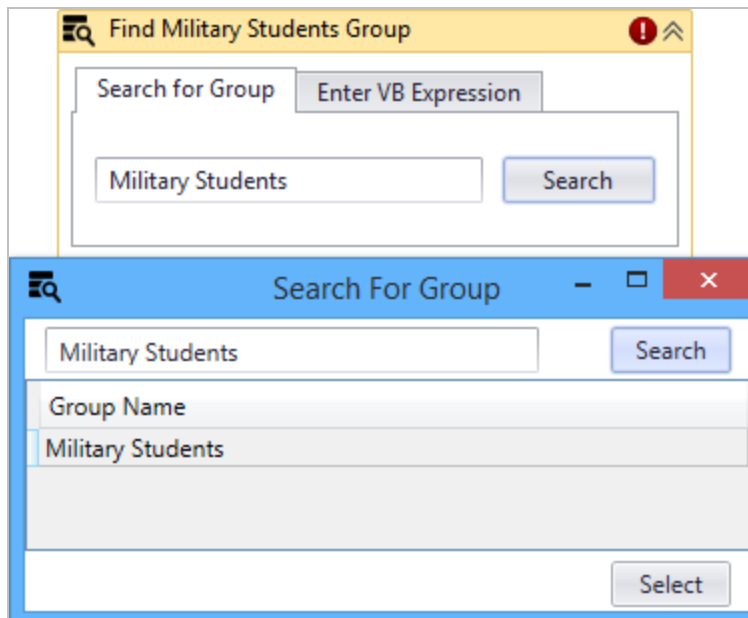 Find Military Students Group
Search for Group
Enter VB Expression
Military Students
Search
Search For Group
Military Students
Search
Group Name
Military Students
Select